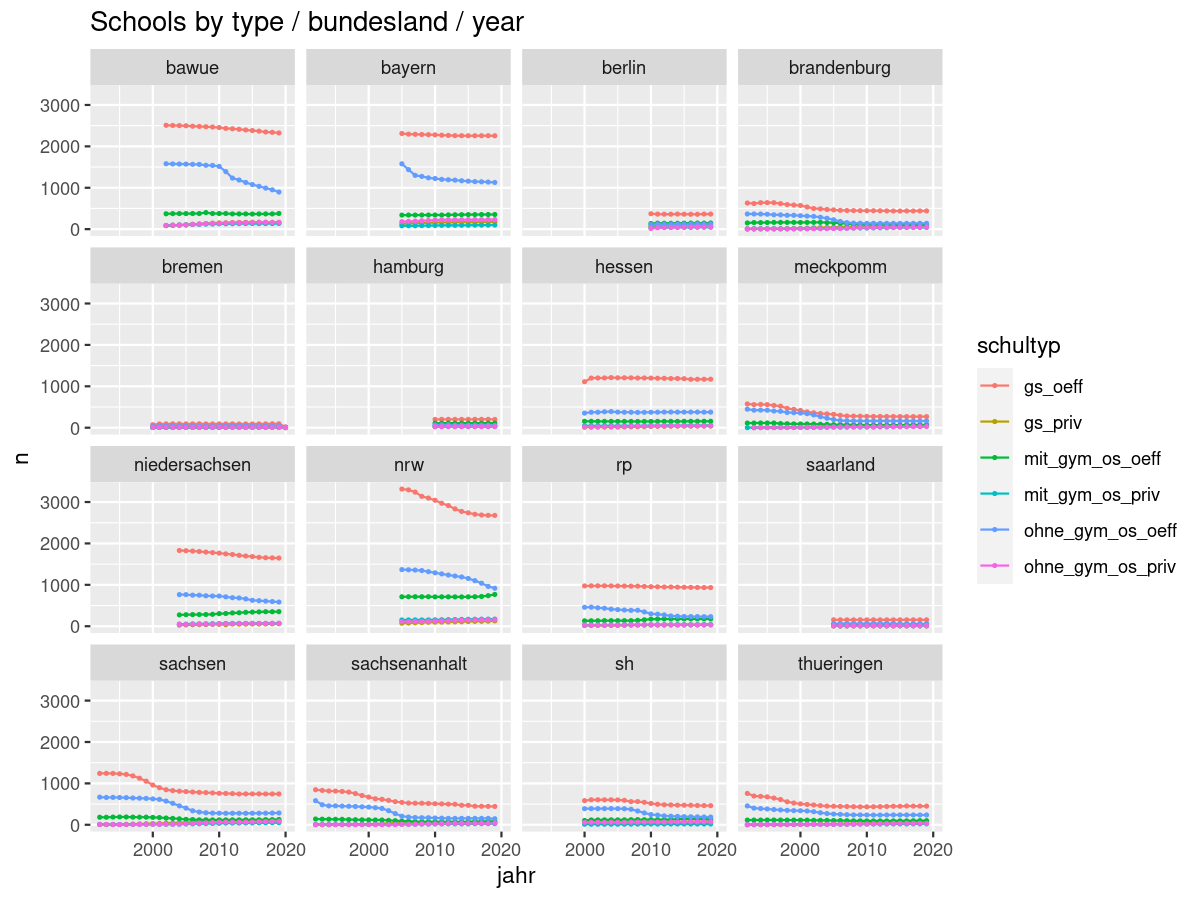 Schools by type / bundesland / year
bawue
bayern
berlin
brandenburg
3000
2000
1000
0
bremen
hamburg
hessen
meckpomm
3000
2000
1000
0
niedersachsen
nrw
rp
saarland
3000
2000
1000
0
sachsen
sachsenanhalt
sh
thueringen
3000
2000
1000
0
2000 2010 2020
2000 2010 2020
2000 2010 2020
2000 2010 2020
jahr
n
schultyp
gs_oeff
gs_priv
mit_gym_os_oeff
mit_gym_os_priv
ohne_gym_os_oeff
ohne_gym_os_priv